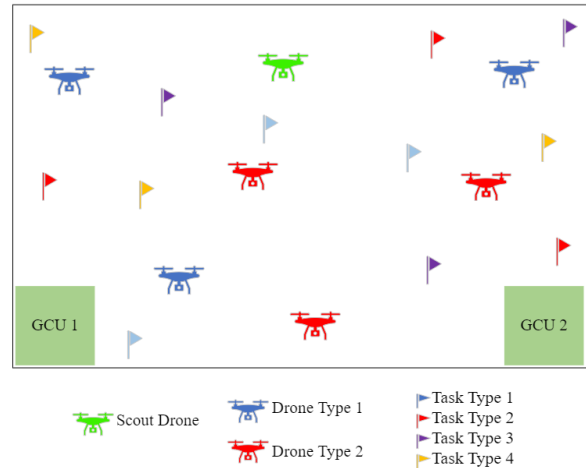 GCU 1
GCU 2
Scout Drone
Drone Type 1
Drone Type 2
Task Type 1
Task Type 2
Task Type 3
Task Type 4